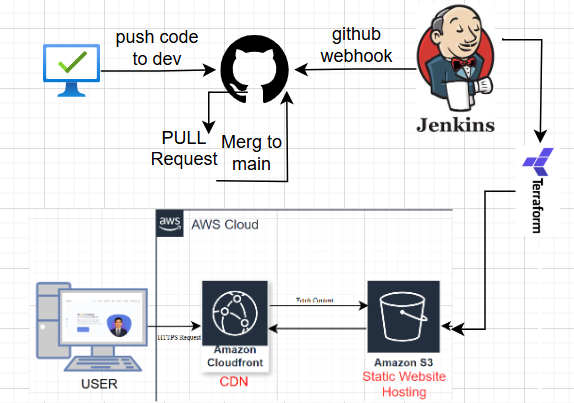 push code
to dev
github
webhook
Jenkins
PULL
Request
Merg to
main
Terraform
aws
AWS Cloud
Fetch Content
HTTPS Request
Amazon
Cloudfront
CDN
Amazon S3
Static Website
Hosting
USER